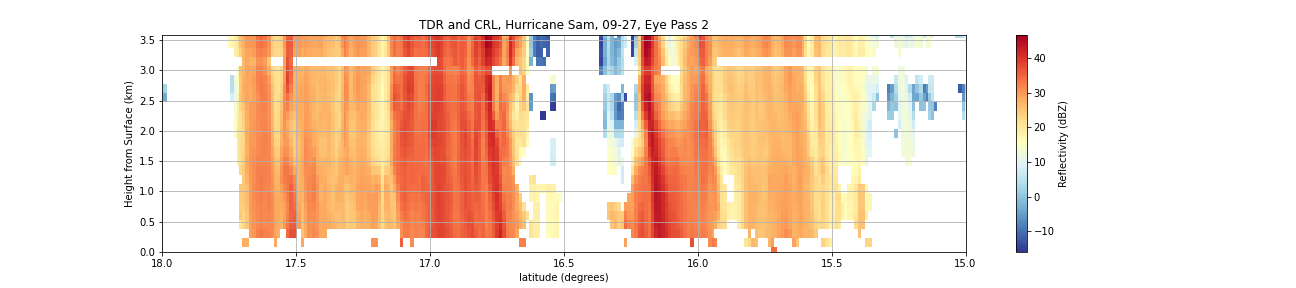 TDR and CRL, Hurricane Sam, 09-27, Eye Pass 2
Height from Surface (km)
3.5
3.0
2.5
2.0
1.5
1.0
0.5
0.0
18.0 17.5 17.0 16.5 16.0 15.5 15.0
latitude (degrees)
40
30
20
10
0
−10
Reflectivity (dBZ)